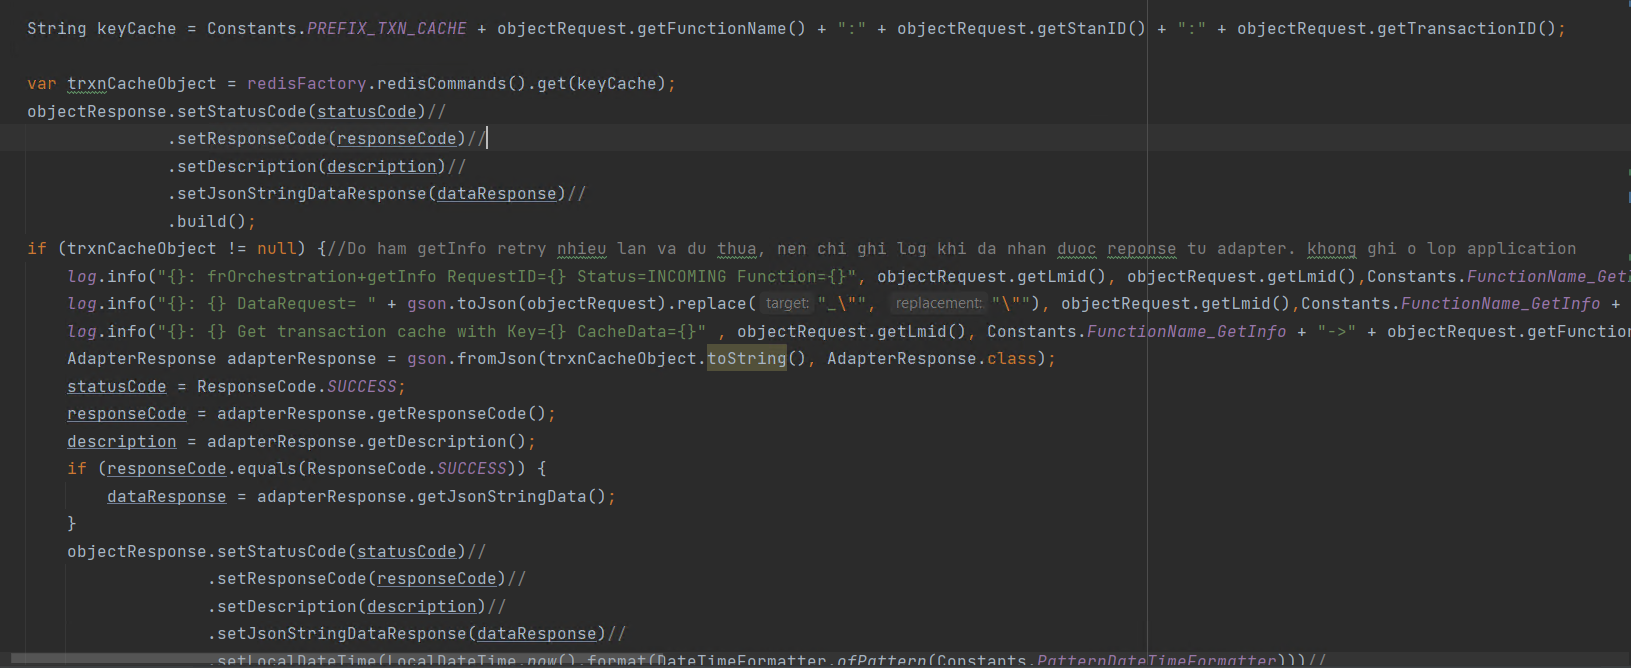 String keyCache = Constants.PREFIX_TXN_CACHE + objectRequest.getFunctionName() + ":" + objectRequest.getStanID() + ":" + objectRequest.getTransactionID();
var trxnCacheObject = redisFactory.redisCommands().get(keyCache);
objectResponse.setStatusCode(statusCode)//
.setResponseCode(responseCode)//
.setDescription(description)//
.setJsonStringDataResponse(dataResponse)//
.build();
if (trxnCacheObject != null) {//Do ham getInfo retry nhieu lan va du thua, nen chi ghi log khi da nhan duoc reponse tu adapter. khong ghi o lop application
log.info("{}: frOrchestration+getInfo RequestID={} Status=INCOMING Function={}", objectRequest.getLmid(), objectRequest.getLmid(),Constants.FunctionName_Get
log.info("{}: {} DataRequest= " + gson.toJson(objectRequest).replace( target: "_\"", replacement: "\""), objectRequest.getLmid(),Constants.FunctionName_GetInfo +
log.info("{}: {} Get transaction cache with Key={} CacheData={}" , objectRequest.getLmid(), Constants.FunctionName_GetInfo + "->" + objectRequest.getFunction
AdapterResponse adapterResponse = gson.fromJson(trxnCacheObject.toString(), AdapterResponse.class);
statusCode = ResponseCode.SUCCESS;
responseCode = adapterResponse.getResponseCode();
description = adapterResponse.getDescription();
if (responseCode.equals(ResponseCode.SUCCESS)) {
dataResponse = adapterResponse.getJsonStringData();
}
objectResponse.setStatusCode(statusCode)//
.setResponseCode(responseCode)//
.setDescription(description)//
.setJsonStringDataResponse(dataResponse)//
.setLocalDateTime(LocalDateTime.now().format(DateTimeFormatter.ofPattern(Constants.PatternDateTimeFormatter)))//